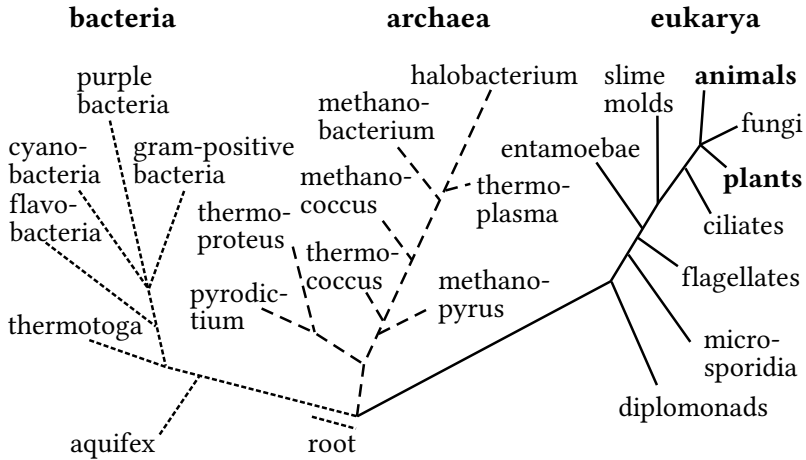 bacteria
archaea
eukarya
purple
bacteria
cyano-
bacteria
gram-positive
bacteria
flavo-
bacteria
thermotoga
aquifex
halobacterium
methano-
bacterium
methano-
coccus
thermo-
plasma
thermo-
proteus
thermo-
coccus
pyrodic-
tium
methano-
pyrus
root
slime
molds
animals
fungi
entamoebae
plants
ciliates
flagellates
micro-
sporidia
diplomonads